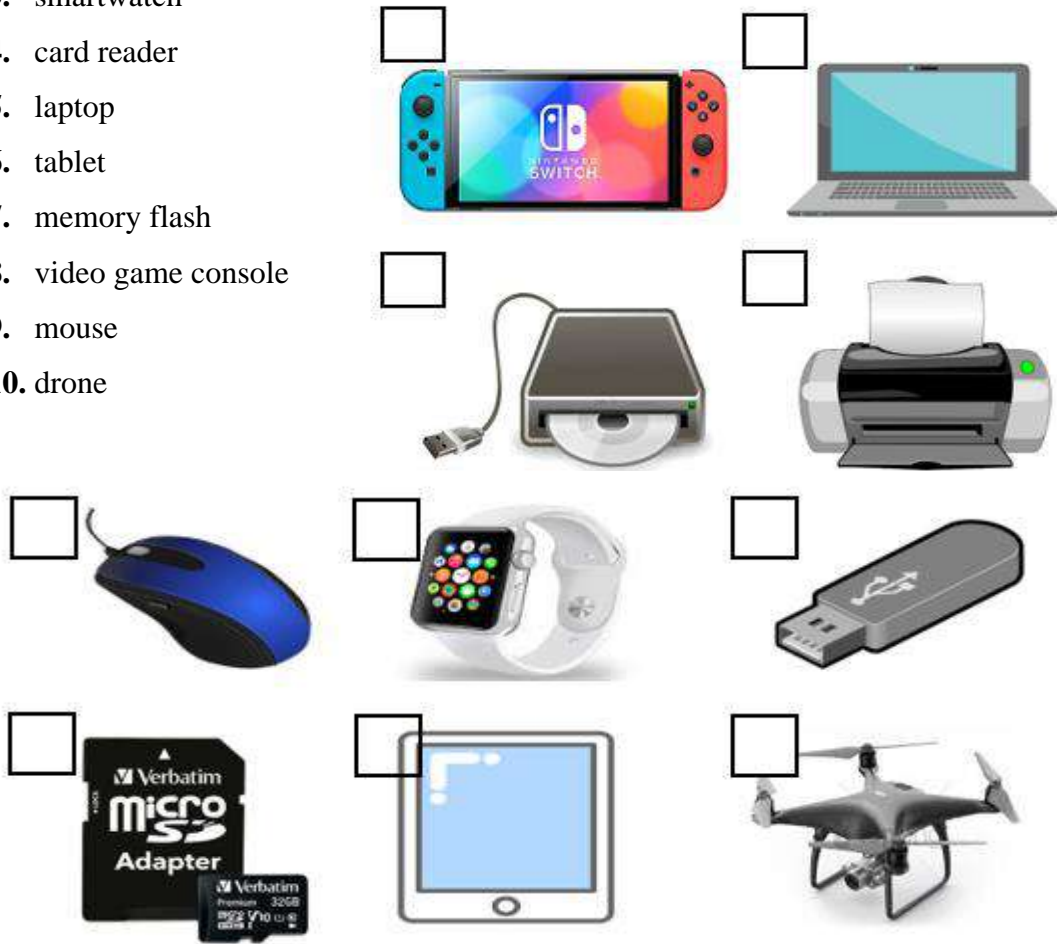 smartwatch
card reader
laptop
tablet
memory flash
video game console
mouse
10. drone
NINTENDO
SWITCH
Verbatim
Micro
SD
Adapter
Verbatim
Premium 32GB
V10